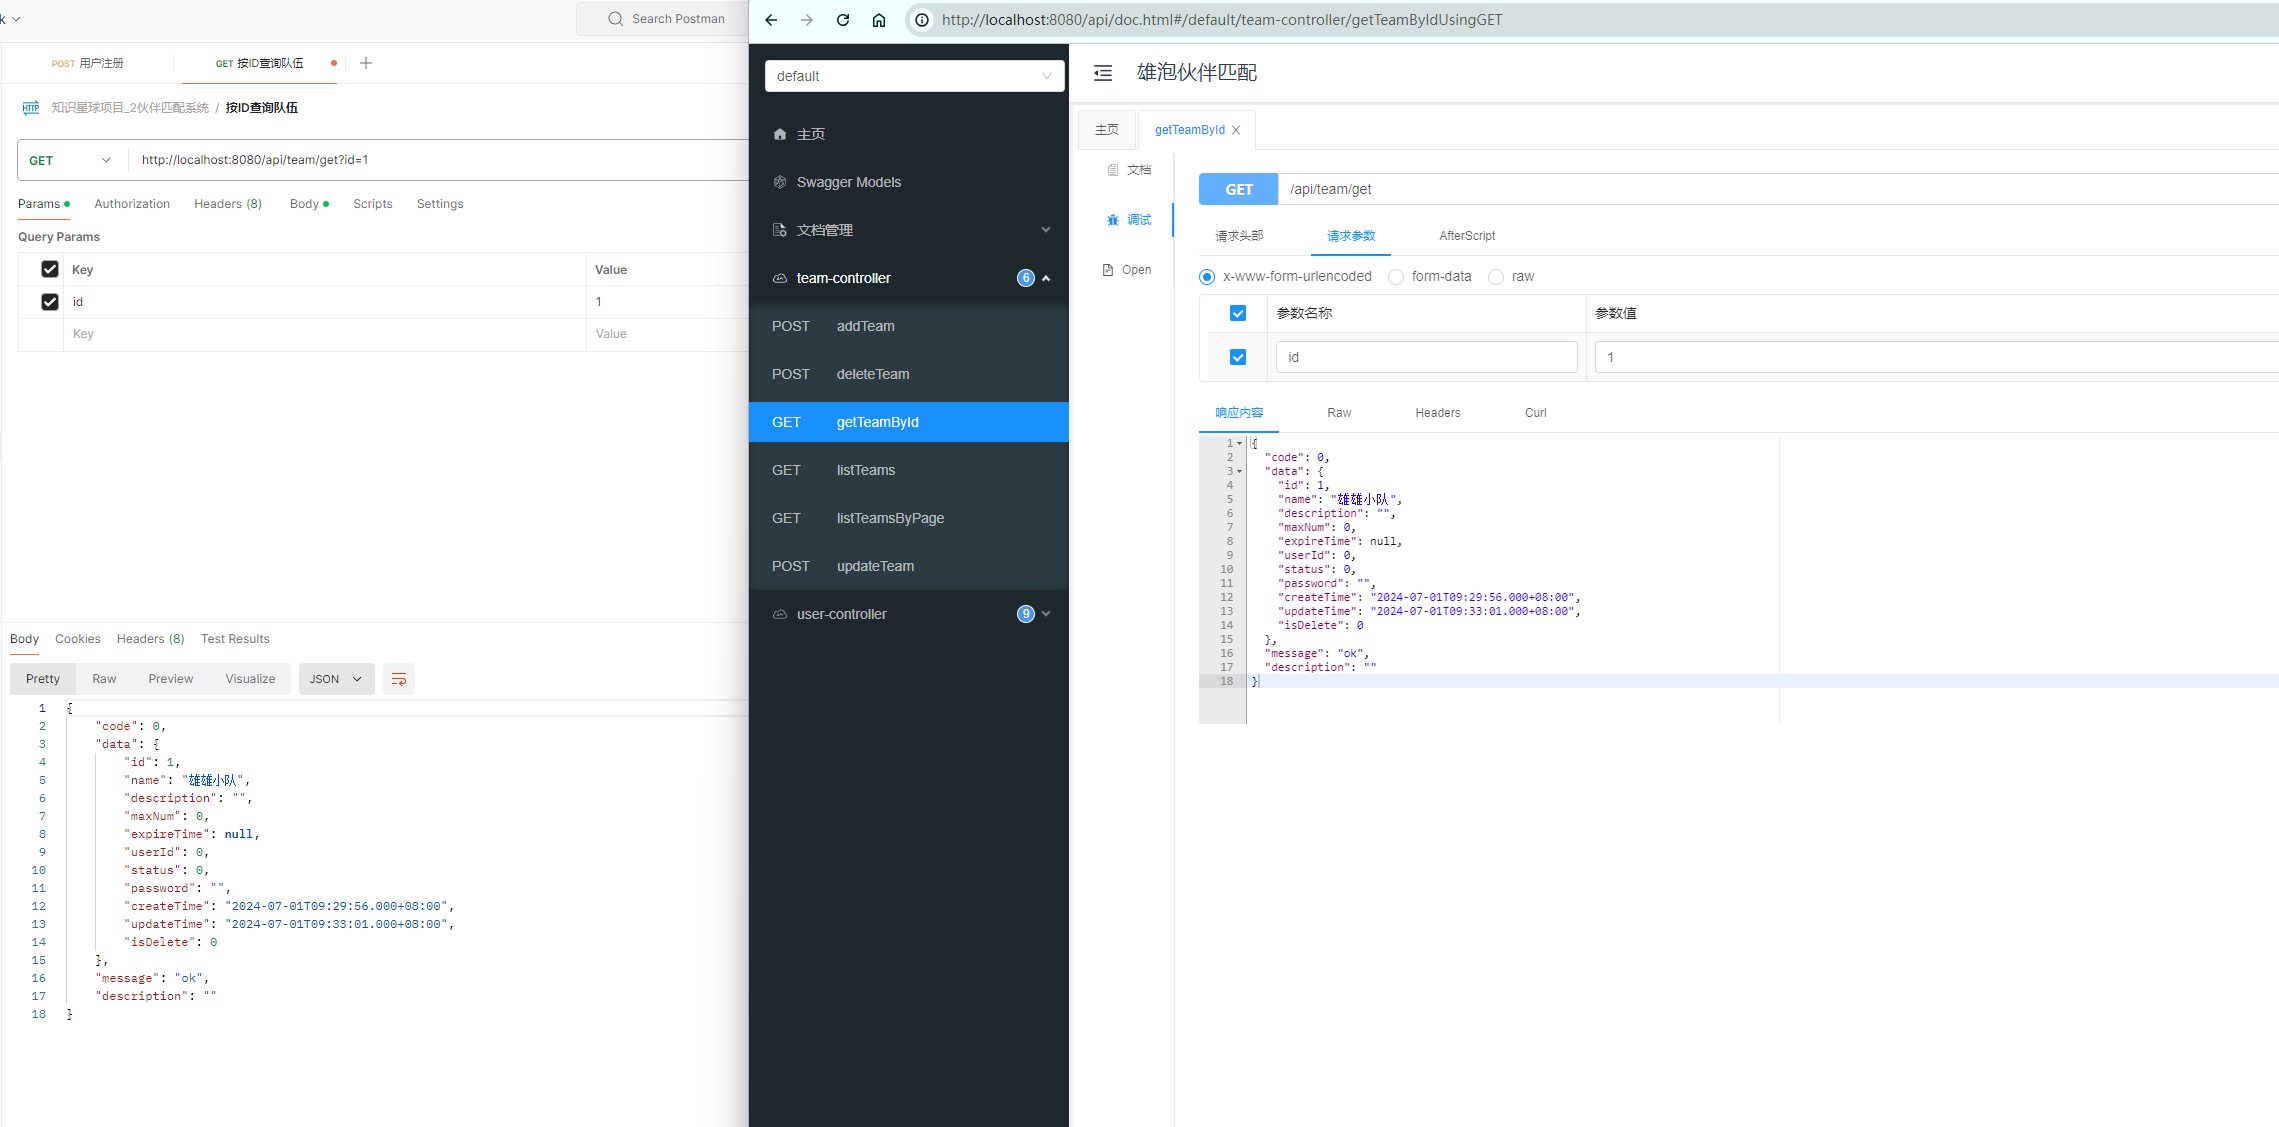 k
Search Postman
POST 用户注册
GET 按ID查询队伍
HTTP 知识星球项目_2伙伴匹配系统 / 按ID查询队伍
GET http://localhost:8080/api/team/get?id=1
Params Authorization Headers (8) Body Scripts Settings
Query Params
Key Value
id 1
Key Value
Body Cookies Headers (8) Test Results
Pretty Raw Preview Visualize JSON
1 {
2 "code": 0,
3 "data": {
4 "id": 1,
5 "name": "雄雄小队",
6 "description": "",
7 "maxNum": 0,
8 "expireTime": null,
9 "userId": 0,
10 "status": 0,
11 "password": "",
12 "createTime": "2024-07-01T09:29:56.000+08:00",
13 "updateTime": "2024-07-01T09:33:01.000+08:00",
14 "isDelete": 0
15 },
16 "message": "ok",
17 "description": ""
18 }
http://localhost:8080/api/doc.html#/default/team-controller/getTeamByIdUsingGET
default
主页
Swagger Models
文档管理
team-controller 6
POST addTeam
POST deleteTeam
GET getTeamById
GET listTeams
GET listTeamsByPage
POST updateTeam
user-controller 9
雄泡伙伴匹配
主页 getTeamById
文档
调试
Open
GET /api/team/get
请求头部 请求参数 AfterScript
x-www-form-urlencoded form-data raw
参数名称 参数值
id 1
响应内容 Raw Headers Curl
1 {
2 "code": 0,
3 "data": {
4 "id": 1,
5 "name": "雄雄小队",
6 "description": "",
7 "maxNum": 0,
8 "expireTime": null,
9 "userId": 0,
10 "status": 0,
11 "password": "",
12 "createTime": "2024-07-01T09:29:56.000+08:00",
13 "updateTime": "2024-07-01T09:33:01.000+08:00",
14 "isDelete": 0
15 },
16 "message": "ok",
17 "description": ""
18 }